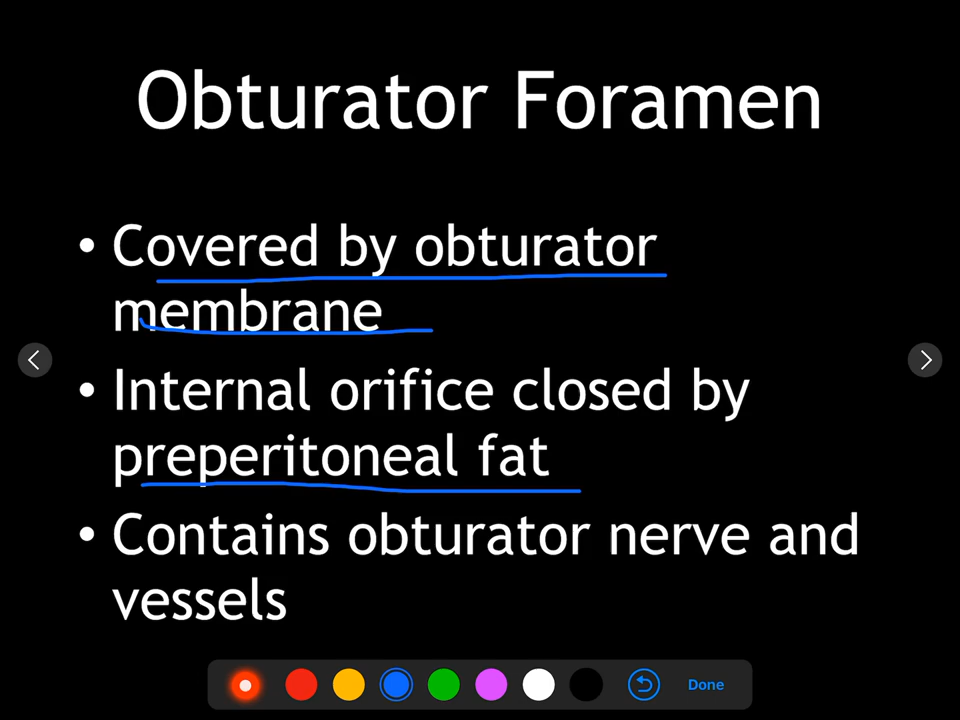 Obturator Foramen
• Covered by obturator
membrane
• Internal orifice closed by
preperitoneal fat
• Contains obturator nerve and
vessels
Done